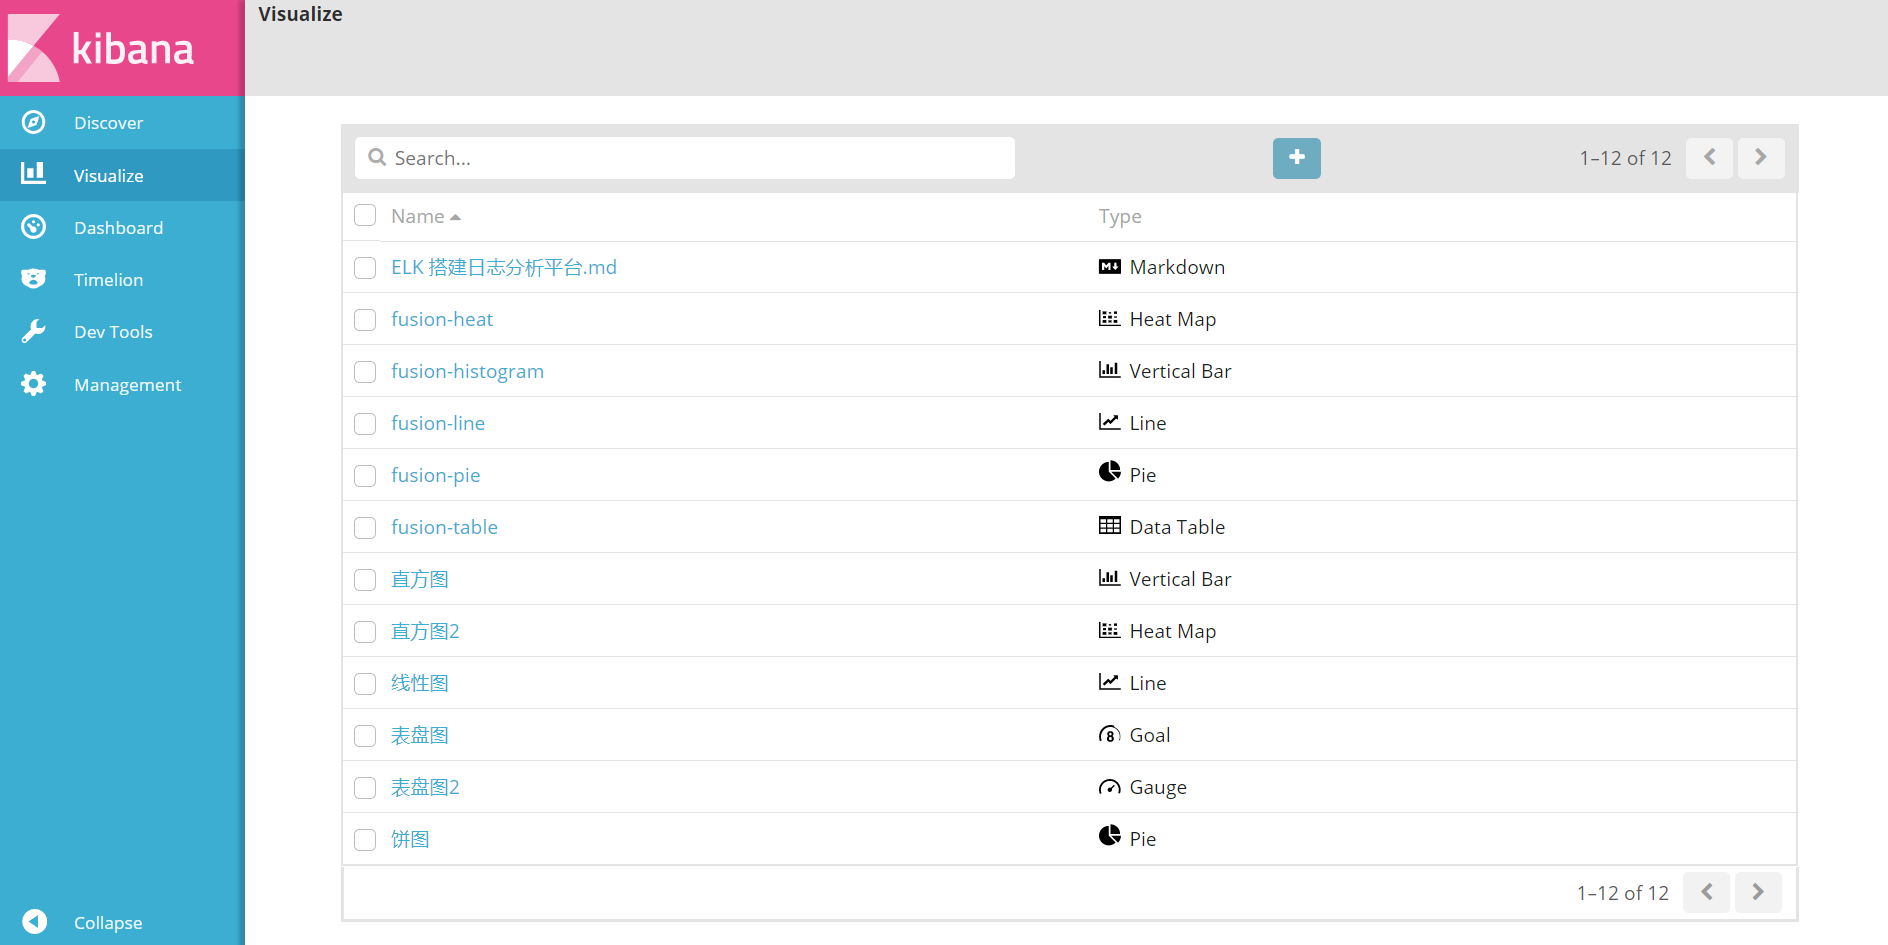 kibana
Visualize
Discover
Visualize
Dashboard
Timelion
Dev Tools
Management
Collapse
Search...
1–12 of 12
Name Type
ELK 搭建日志分析平台.md Markdown
fusion-heat Heat Map
fusion-histogram Vertical Bar
fusion-line Line
fusion-pie Pie
fusion-table Data Table
直方图 Vertical Bar
直方图2 Heat Map
线性图 Line
表盘图 Goal
表盘图2 Gauge
饼图 Pie
1–12 of 12